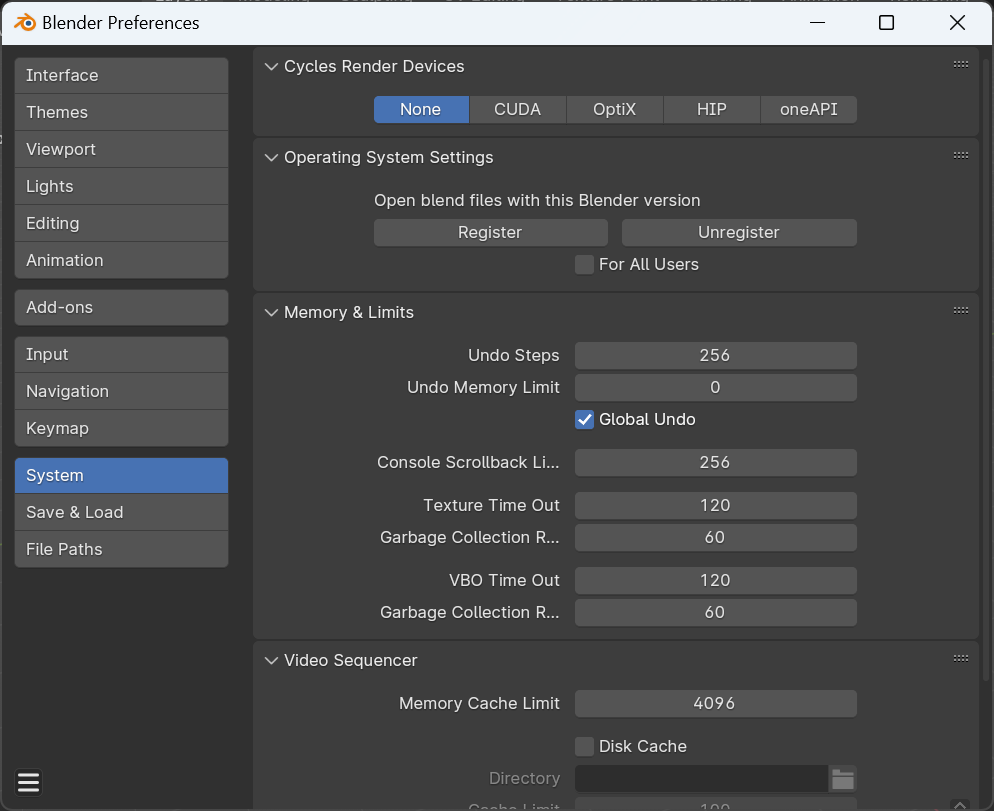 Blender Preferences
Interface
Themes
Viewport
Lights
Editing
Animation
Add-ons
Input
Navigation
Keymap
System
Save & Load
File Paths
Cycles Render Devices
None CUDA OptiX HIP oneAPI
Operating System Settings
Open blend files with this Blender version
Register Unregister
For All Users
Memory & Limits
Undo Steps 256
Undo Memory Limit 0
Global Undo
Console Scrollback Li... 256
Texture Time Out 120
Garbage Collection R... 60
VBO Time Out 120
Garbage Collection R... 60
Video Sequencer
Memory Cache Limit 4096
Disk Cache
Directory
Cache Limit 100